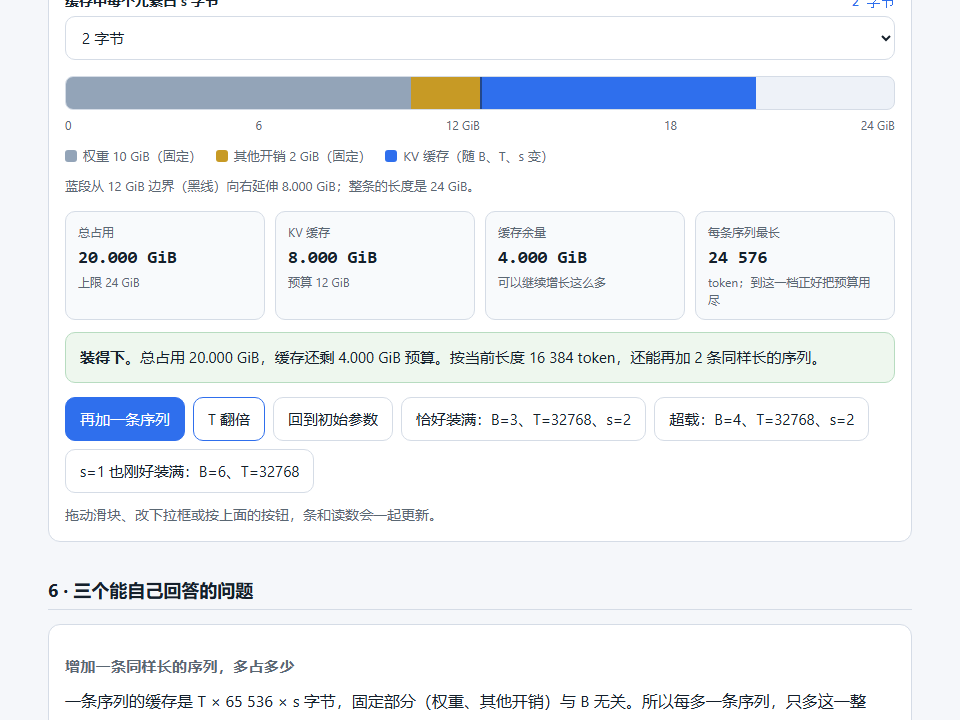 缓存中每个元素占 s 字节
2 字节
2 字节
0 6 12 GiB 18 24 GiB
权重 10 GiB（固定） 其他开销 2 GiB（固定） KV 缓存（随 B、T、s 变）
蓝段从 12 GiB 边界（黑线）向右延伸 8.000 GiB；整条的长度是 24 GiB。
总占用
20.000 GiB
上限 24 GiB
KV 缓存
8.000 GiB
预算 12 GiB
缓存余量
4.000 GiB
可以继续增长这么多
每条序列最长
24 576
token；到这一档正好把预算用
尽
装得下。总占用 20.000 GiB，缓存还剩 4.000 GiB 预算。按当前长度 16 384 token，还能再加 2 条同样长的序列。
再加一条序列 T 翻倍 回到初始参数 恰好装满：B=3、T=32768、s=2 超载：B=4、T=32768、s=2
s=1 也刚好装满：B=6、T=32768
拖动滑块、改下拉框或按上面的按钮，条和读数会一起更新。
6 · 三个能自己回答的问题
增加一条同样长的序列，多占多少
一条序列的缓存是 T × 65 536 × s 字节，固定部分（权重、其他开销）与 B 无关。所以每多一条序列，只多这一整